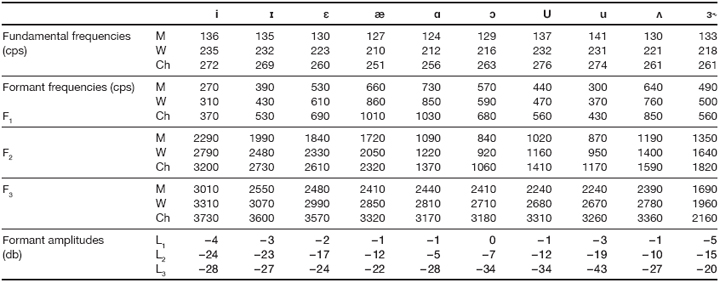 i ɪ ɛ æ ɑ ɔ U u ʌ ɝ
Fundamental frequencies M 136 135 130 127 124 129 137 141 130 133
(cps) W 235 232 223 210 212 216 232 231 221 218
Ch 272 269 260 251 256 263 276 274 261 261
Formant frequencies (cps) M 270 390 530 660 730 570 440 300 640 490
W 310 430 610 860 850 590 470 370 760 500
F1 Ch 370 530 690 1010 1030 680 560 430 850 560
M 2290 1990 1840 1720 1090 840 1020 870 1190 1350
F2 W 2790 2480 2330 2050 1220 920 1160 950 1400 1640
Ch 3200 2730 2610 2320 1370 1060 1410 1170 1590 1820
F3 M 3010 2550 2480 2410 2440 2410 2240 2240 2390 1690
W 3310 3070 2990 2850 2810 2710 2680 2670 2780 1960
Ch 3730 3600 3570 3320 3170 3180 3310 3260 3360 2160
Formant amplitudes L1 −4 −3 −2 −1 −1 0 −1 −3 −1 −5
(db) L2 −24 −23 −17 −12 −5 −7 −12 −19 −10 −15
L3 −28 −27 −24 −22 −28 −34 −34 −43 −27 −20